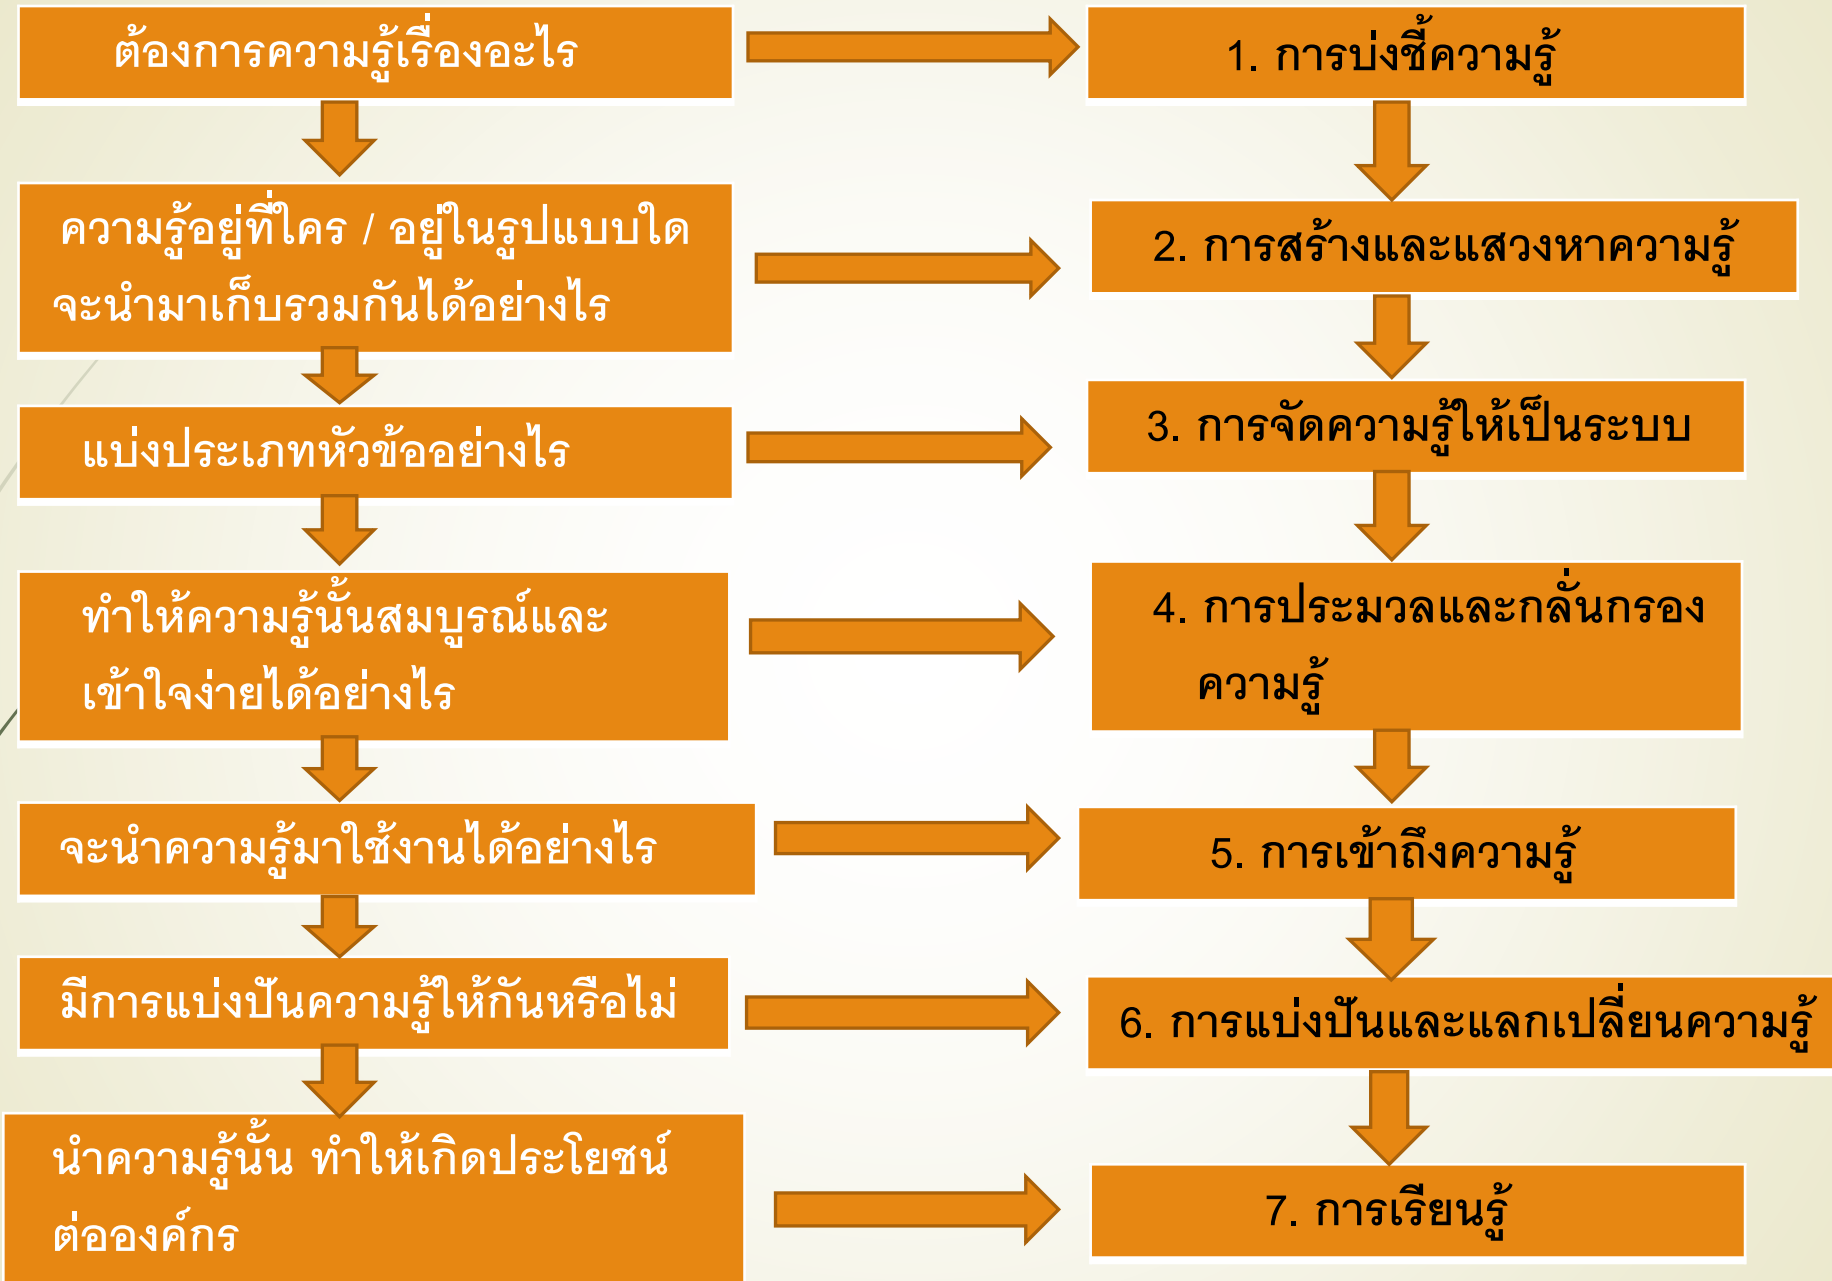 ต้องการความรู้เรื่องอะไร
1. การบ่งชี้ความรู้
ความรู้อยู่ที่ใคร / อยู่ในรูปแบบใด
จะนำมาเก็บรวมกันได้อย่างไร
2. การสร้างและแสวงหาความรู้
แบ่งประเภทหัวข้ออย่างไร
3. การจัดความรู้ให้เป็นระบบ
ทำให้ความรู้นั้นสมบูรณ์และ
เข้าใจง่ายได้อย่างไร
4. การประมวลและกลั่นกรอง
ความรู้
จะนำความรู้มาใช้งานได้อย่างไร
5. การเข้าถึงความรู้
มีการแบ่งปันความรู้ให้กันหรือไม่
6. การแบ่งปันและแลกเปลี่ยนความรู้
นำความรู้นั้น ทำให้เกิดประโยชน์
ต่อองค์กร
7. การเรียนรู้